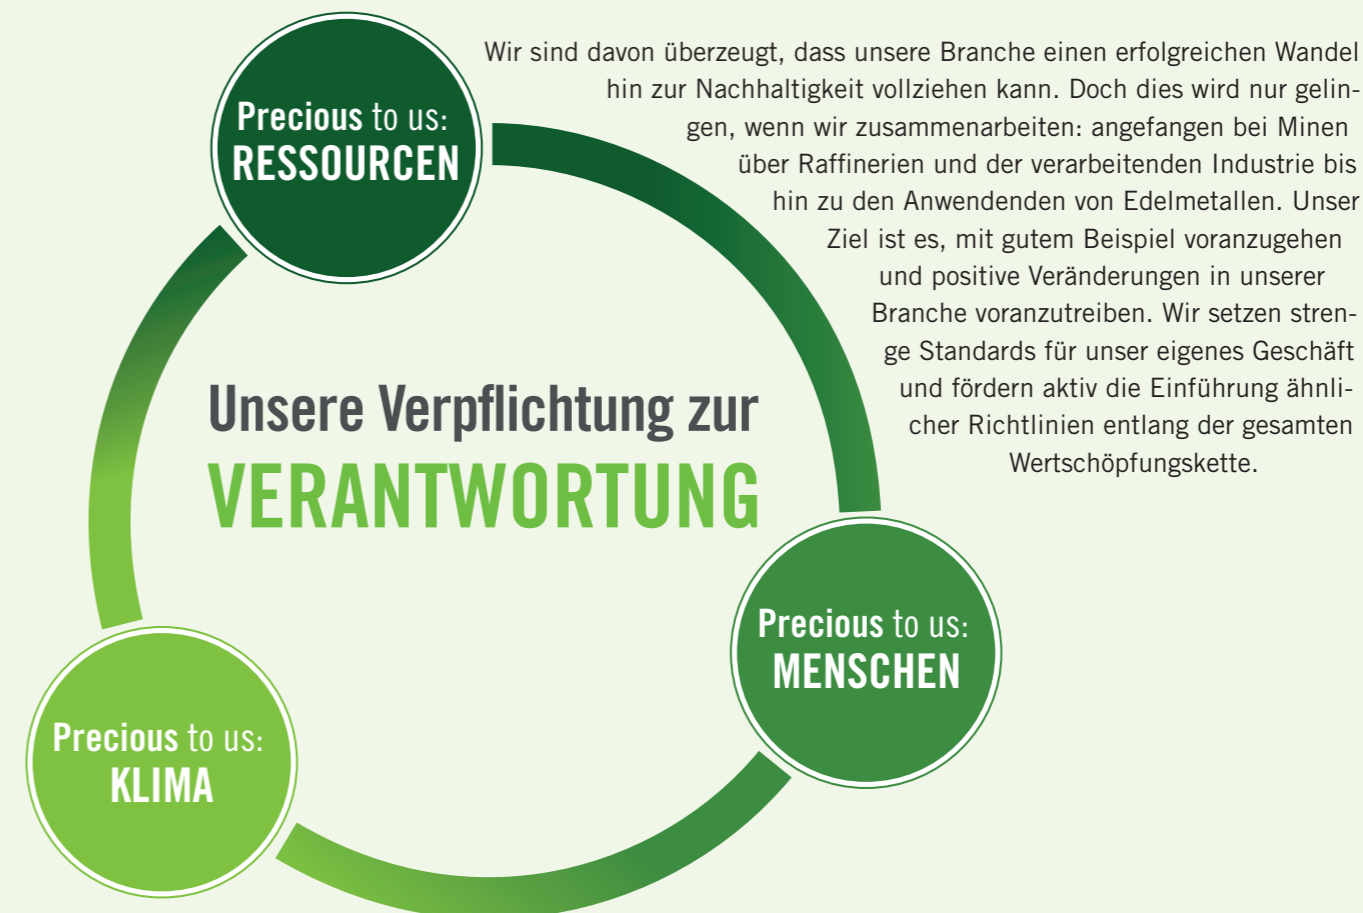 Wir sind davon überzeugt, dass unsere Branche einen erfolgreichen Wandel
hin zur Nachhaltigkeit vollziehen kann. Doch dies wird nur gelin-
gen, wenn wir zusammenarbeiten: angefangen bei Minen
über Raffinerien und der verarbeitenden Industrie bis
hin zu den Anwendenden von Edelmetallen. Unser
Ziel ist es, mit gutem Beispiel voranzugehen
und positive Veränderungen in unserer
Branche voranzutreiben. Wir setzen stren-
ge Standards für unser eigenes Geschäft
und fördern aktiv die Einführung ähnli-
cher Richtlinien entlang der gesamten
Wertschöpfungskette.
Precious to us:
RESSOURCEN
Unsere Verpflichtung zur
VERANTWORTUNG
Precious to us:
MENSCHEN
Precious to us:
KLIMA